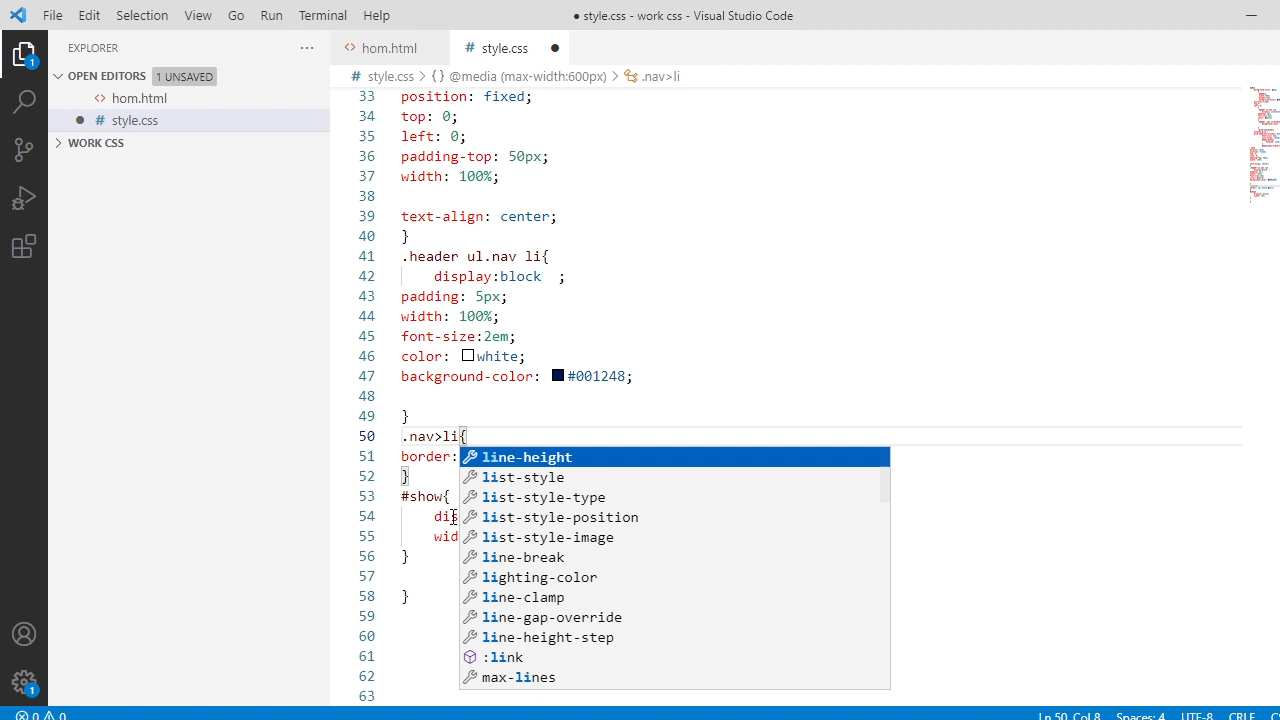 File Edit Selection View Go Run Terminal Help
● style.css - work css - Visual Studio Code
EXPLORER
hom.html
# style.css ●
OPEN EDITORS 1 UNSAVED
# style.css > {} @media (max-width:600px) > .nav>li
<> hom.html
● # style.css
WORK CSS
33 position: fixed;
34 top: 0;
35 left: 0;
36 padding-top: 50px;
37 width: 100%;
38
39 text-align: center;
40 }
41 .header ul.nav li{
42 display:block ;
43 padding: 5px;
44 width: 100%;
45 font-size:2em;
46 color: white;
47 background-color: #001248;
48
49 }
50 .nav>li{
51 border:
line-height
52 }
list-style
53 #show{
list-style-type
54 dis
list-style-position
55 wid
list-style-image
56 }
line-break
57
lighting-color
58 }
line-clamp
59
line-gap-override
60
line-height-step
61
:link
62
max-lines
63
1
1
0 0
Ln 50, Col 8 Spaces: 4 UTF-8 CRLF